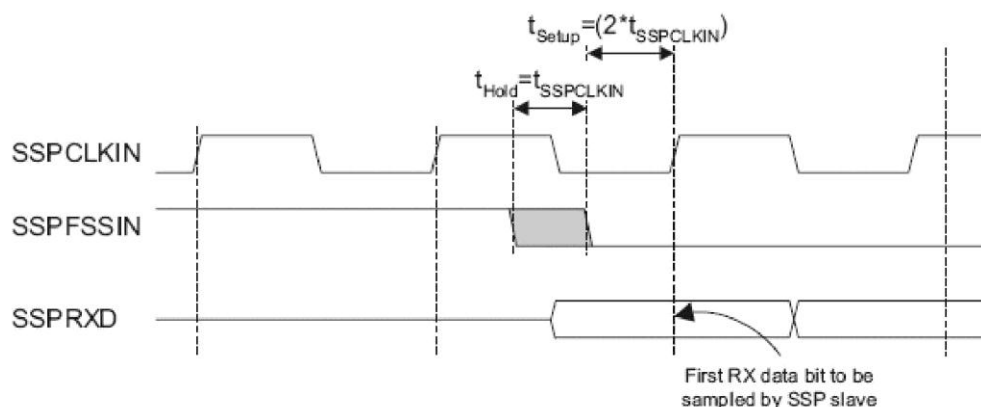 tSetup=(2*tSSPCLKIN)
tHold=tSSPCLKIN
SSPCLKIN
SSPFSSIN
SSPRXD
First RX data bit to be
sampled by SSP slave